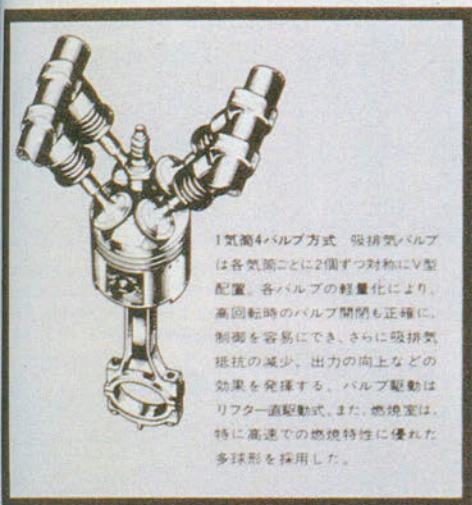 1気筒4バルブ方式 吸排気バルブ
は各気筒ごとに2個ずつ対称にV型
配置。各バルブの軽量化により、
高回転時のバルブ開閉も正確に、
制御を容易にでき、さらに吸排気
抵抗の減少、出力の向上などの
効果を発揮する。バルブ駆動は
リフター直駆動式。また、燃焼室は、
特に高速での燃焼特性に優れた
多球形を採用した。